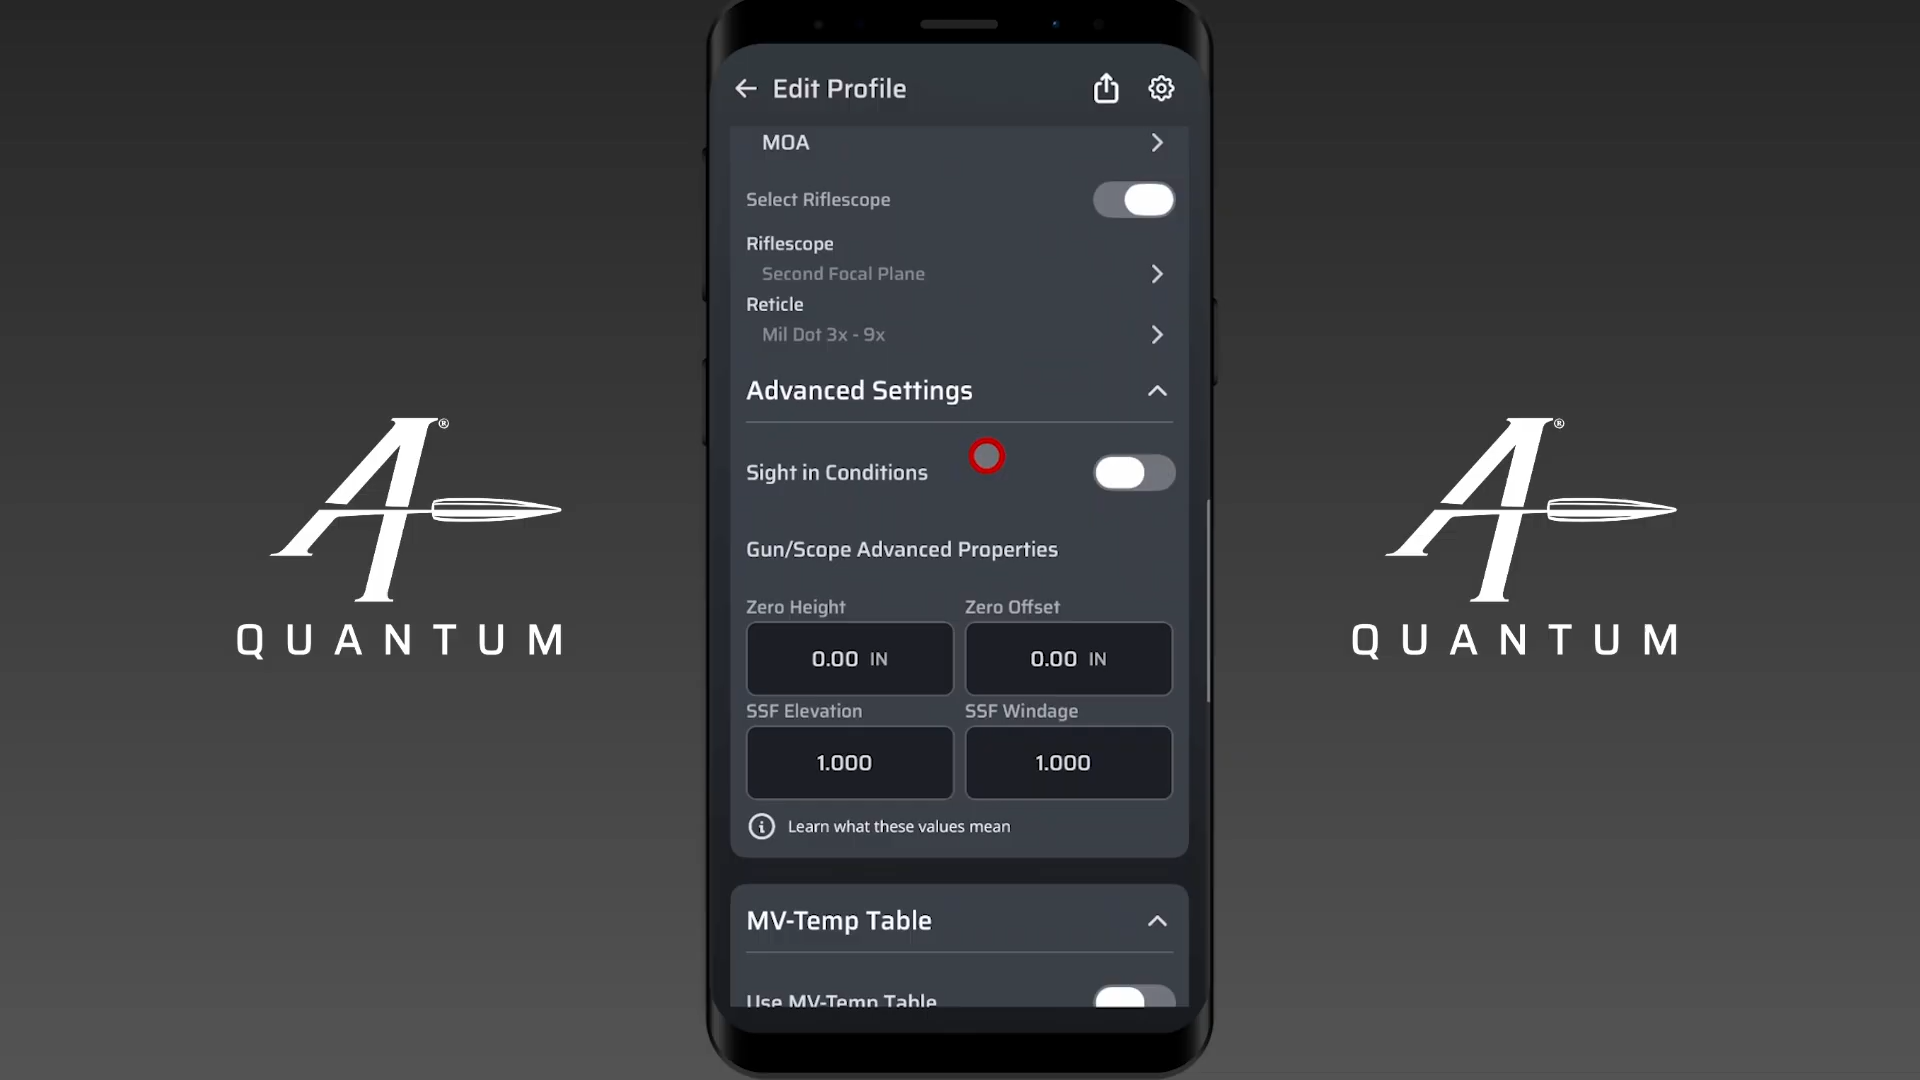 Edit Profile
MOA
Select Riflescope
Riflescope
Second Focal Plane
Reticle
Mil Dot 3x - 9x
Advanced Settings
Sight in Conditions
Gun/Scope Advanced Properties
Zero Height Zero Offset
0.00 IN 0.00 IN
SSF Elevation SSF Windage
1.000 1.000
Learn what these values mean
MV-Temp Table
Use MV-Temp Table
A®
QUANTUM
A®
QUANTUM